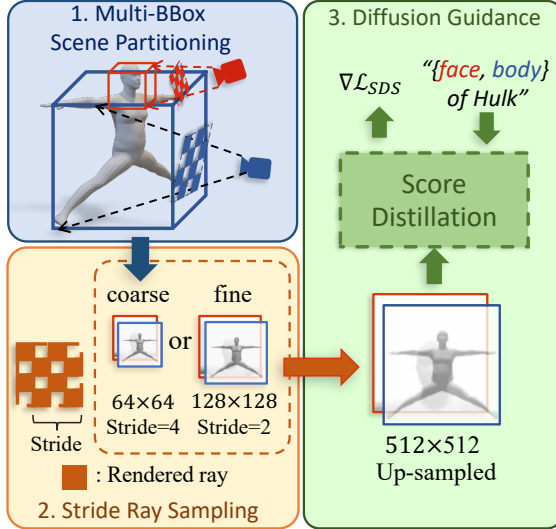 1. Multi-BBox
Scene Partitioning
3. Diffusion Guidance
∇ℒ_SDS
"{face, body}
of Hulk"
Score
Distillation
coarse
fine
or
64×64
Stride=4
128×128
Stride=2
Stride
: Rendered ray
2. Stride Ray Sampling
512×512
Up-sampled